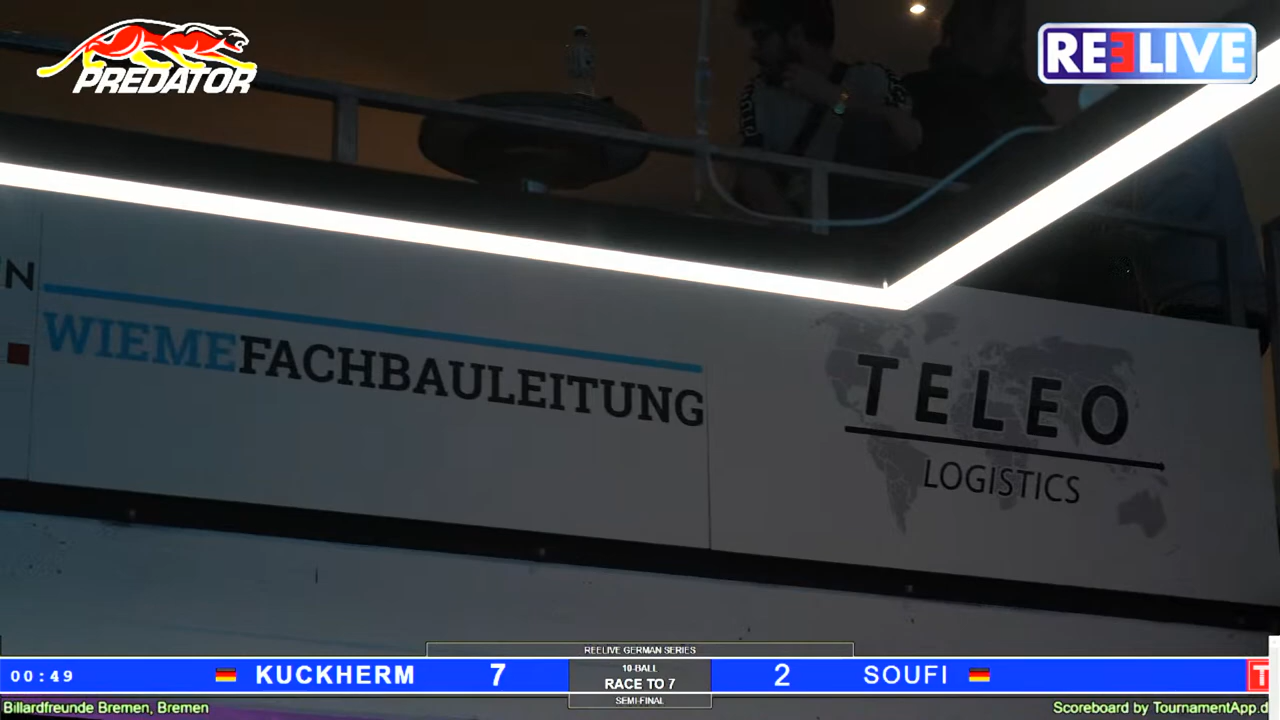 PREDATOR
REELIVE
EN
WIEMEFACHBAULEITUNG
TELEO
LOGISTICS
REELIVE GERMAN SERIES
00:49 KUCKHERM 7 10-BALL RACE TO 7 2 SOUFI T
SEMI-FINAL
Billardfreunde Bremen, Bremen
Scoreboard by TournamentApp.d